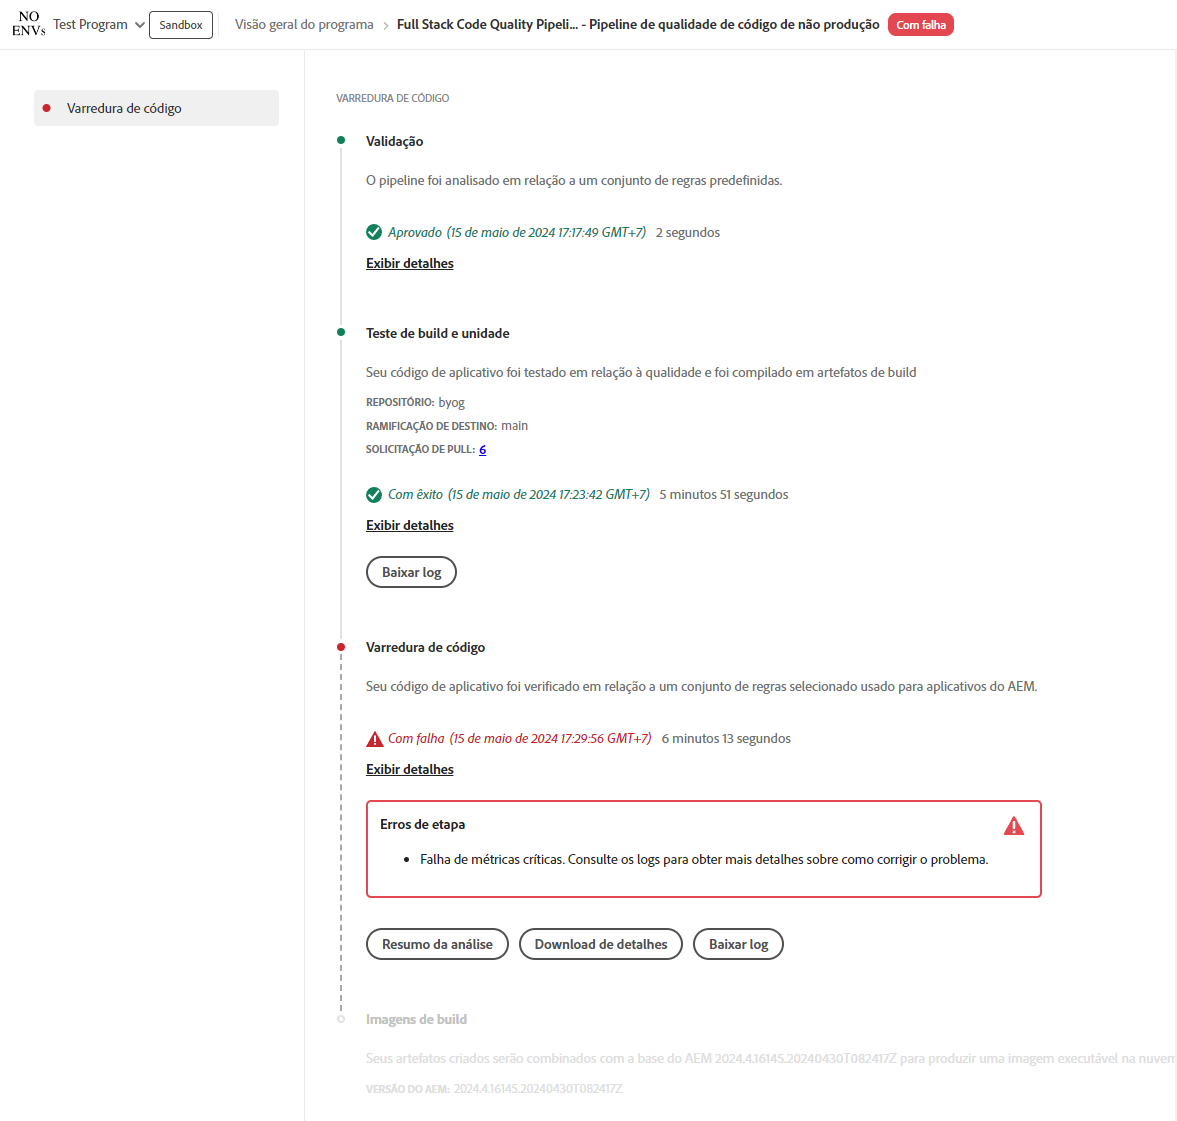 NO
ENVs
Test Program
Sandbox
Visão geral do programa
Full Stack Code Quality Pipeli... - Pipeline de qualidade de código de não produção
Com falha
Varredura de código
VARREDURA DE CÓDIGO
Validação
O pipeline foi analisado em relação a um conjunto de regras predefinidas.
Aprovado (15 de maio de 2024 17:17:49 GMT+7) 2 segundos
Exibir detalhes
Teste de build e unidade
Seu código de aplicativo foi testado em relação à qualidade e foi compilado em artefatos de build
REPOSITÓRIO: byog
RAMIFICAÇÃO DE DESTINO: main
SOLICITAÇÃO DE PULL: 6
Com êxito (15 de maio de 2024 17:23:42 GMT+7) 5 minutos 51 segundos
Exibir detalhes
Baixar log
Varredura de código
Seu código de aplicativo foi verificado em relação a um conjunto de regras selecionado usado para aplicativos do AEM.
Com falha (15 de maio de 2024 17:29:56 GMT+7) 6 minutos 13 segundos
Exibir detalhes
Erros de etapa
• Falha de métricas críticas. Consulte os logs para obter mais detalhes sobre como corrigir o problema.
Resumo da análise
Download de detalhes
Baixar log
Imagens de build
Seus artefatos criados serão combinados com a base do AEM 2024.4.16145.20240430T082417Z para produzir uma imagem executável na nuvem
VERSÃO DO AEM: 2024.4.16145.20240430T082417Z